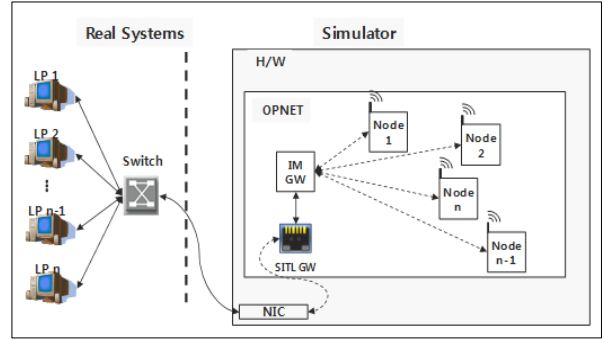 Real Systems
Simulator
H/W
OPNET
LP 1
LP 2
LP n-1
LP n
Switch
IM
GW
SITL GW
NIC
Node
1
Node
2
Node
n
Node
n-1